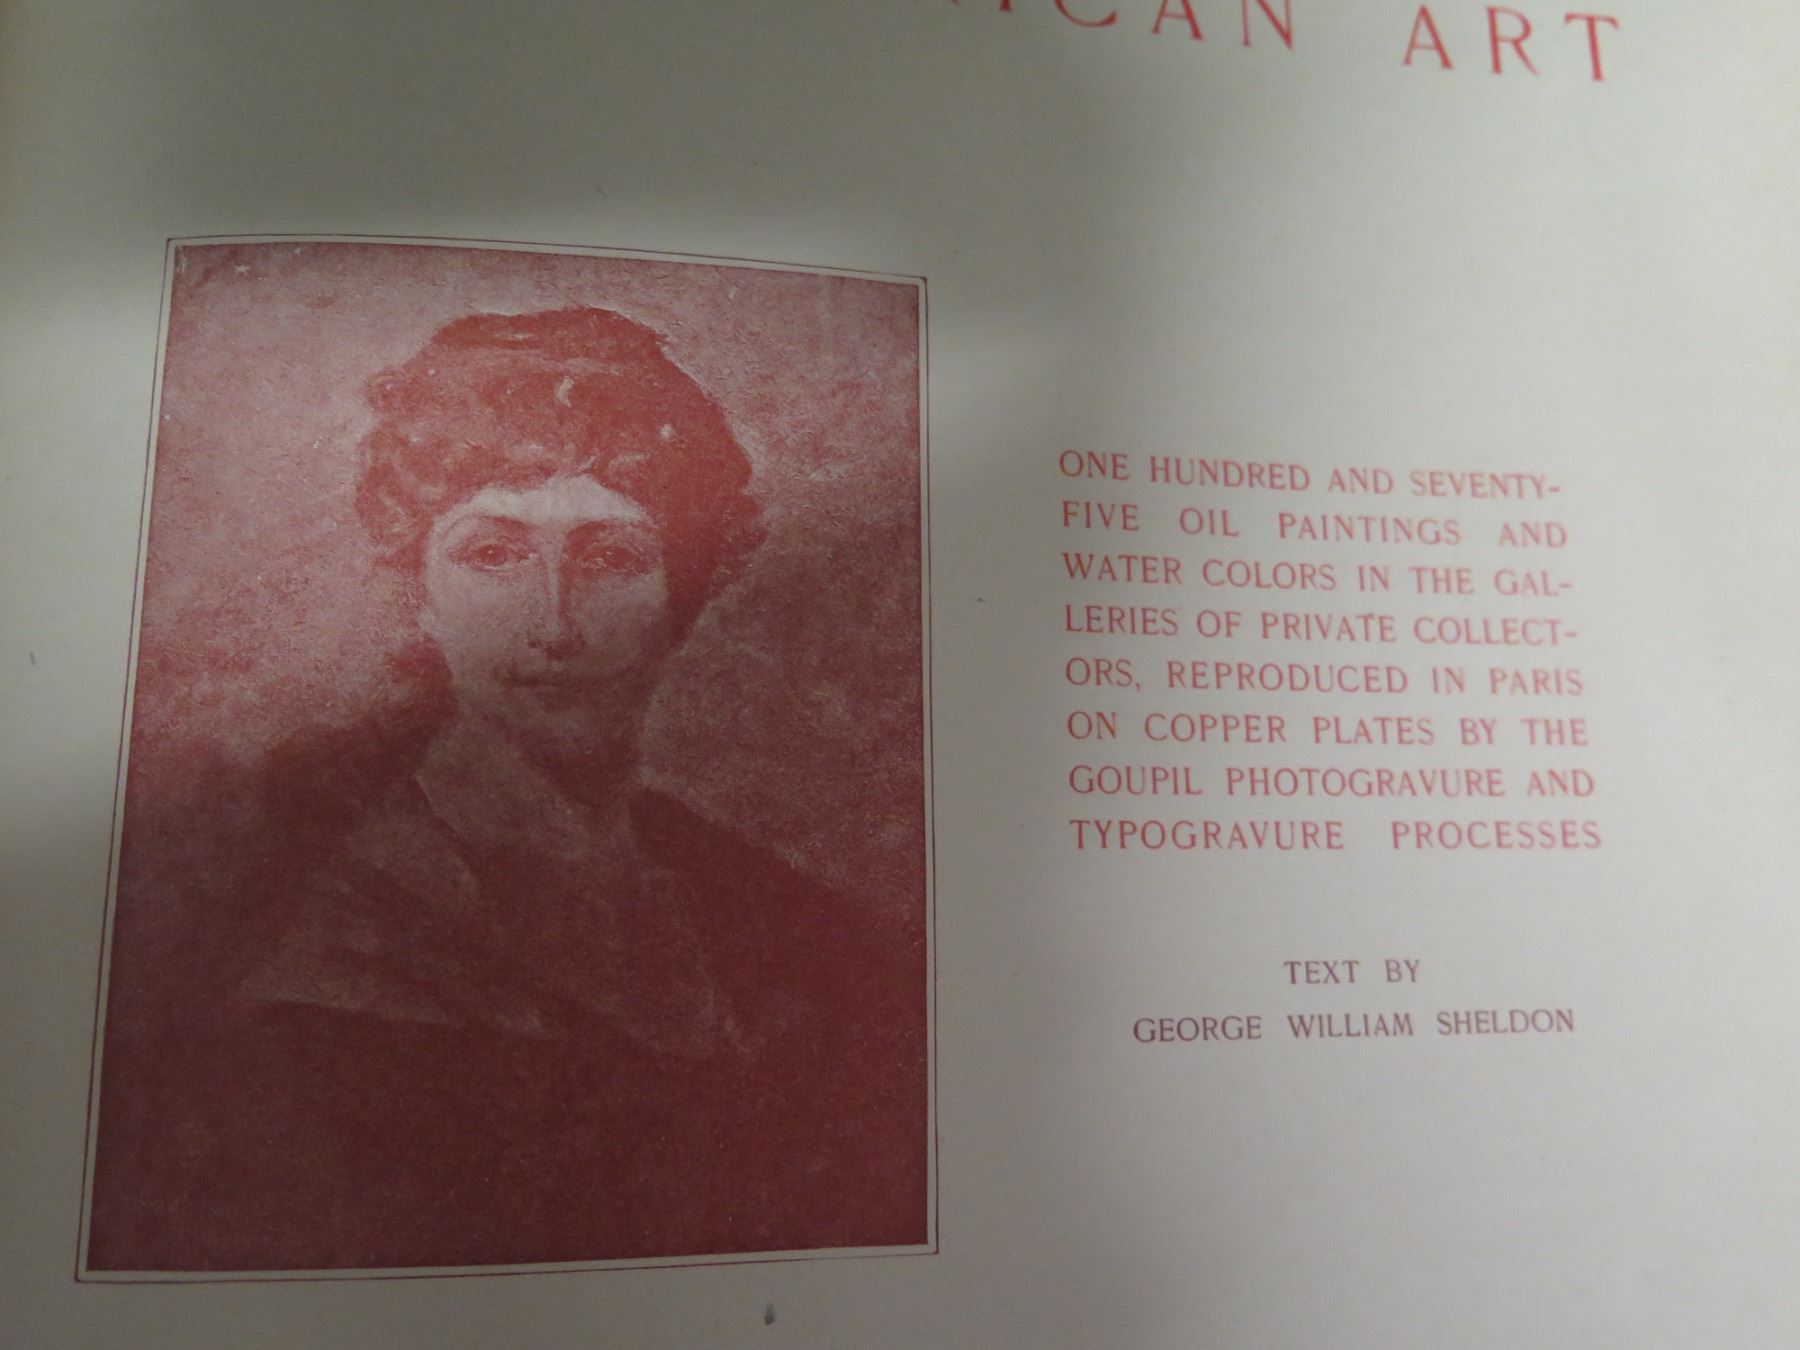 ICAN ART
ONE HUNDRED AND SEVENTY-
FIVE OIL PAINTINGS AND
WATER COLORS IN THE GAL-
LERIES OF PRIVATE COLLECT-
ORS, REPRODUCED IN PARIS
ON COPPER PLATES BY THE
GOUPIL PHOTOGRAVURE AND
TYPOGRAVURE PROCESSES
TEXT BY
GEORGE WILLIAM SHELDON